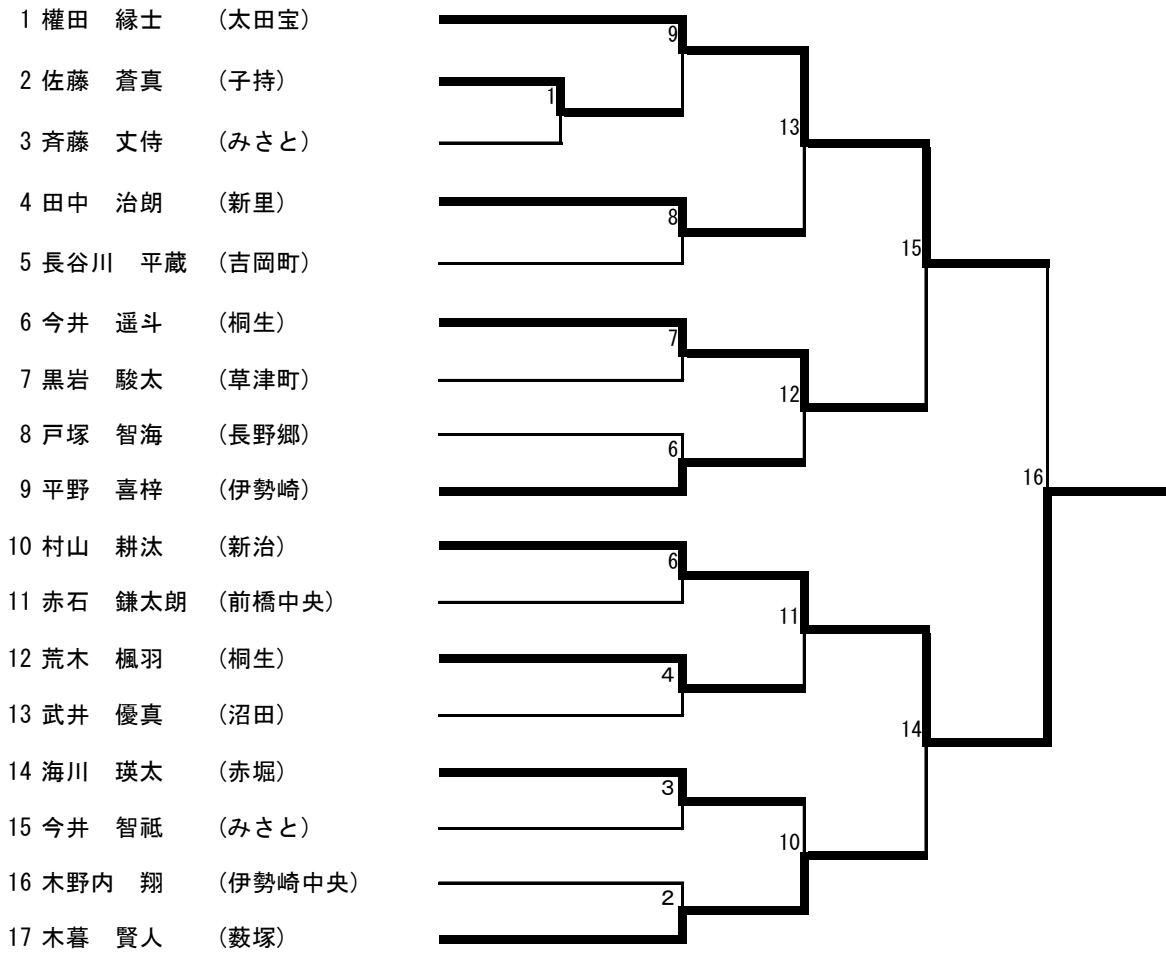 1 權田　縁士　（太田宝）
9
2 佐藤　蒼真　（子持）
1
13
3 斉藤　丈侍　（みさと）
4 田中　治朗　（新里）
8
15
5 長谷川　平蔵　（吉岡町）
6 今井　遥斗　（桐生）
7
7 黒岩　駿太　（草津町）
12
8 戸塚　智海　（長野郷）
6
16
9 平野　喜梓　（伊勢崎）
10 村山　耕汰　（新治）
6
11 赤石　鎌太朗　（前橋中央）
11
12 荒木　楓羽　（桐生）
4
13 武井　優真　（沼田）
14
14 海川　瑛太　（赤堀）
3
15 今井　智祗　（みさと）
10
16 木野内　翔　（伊勢崎中央）
2
17 木暮　賢人　（薮塚）